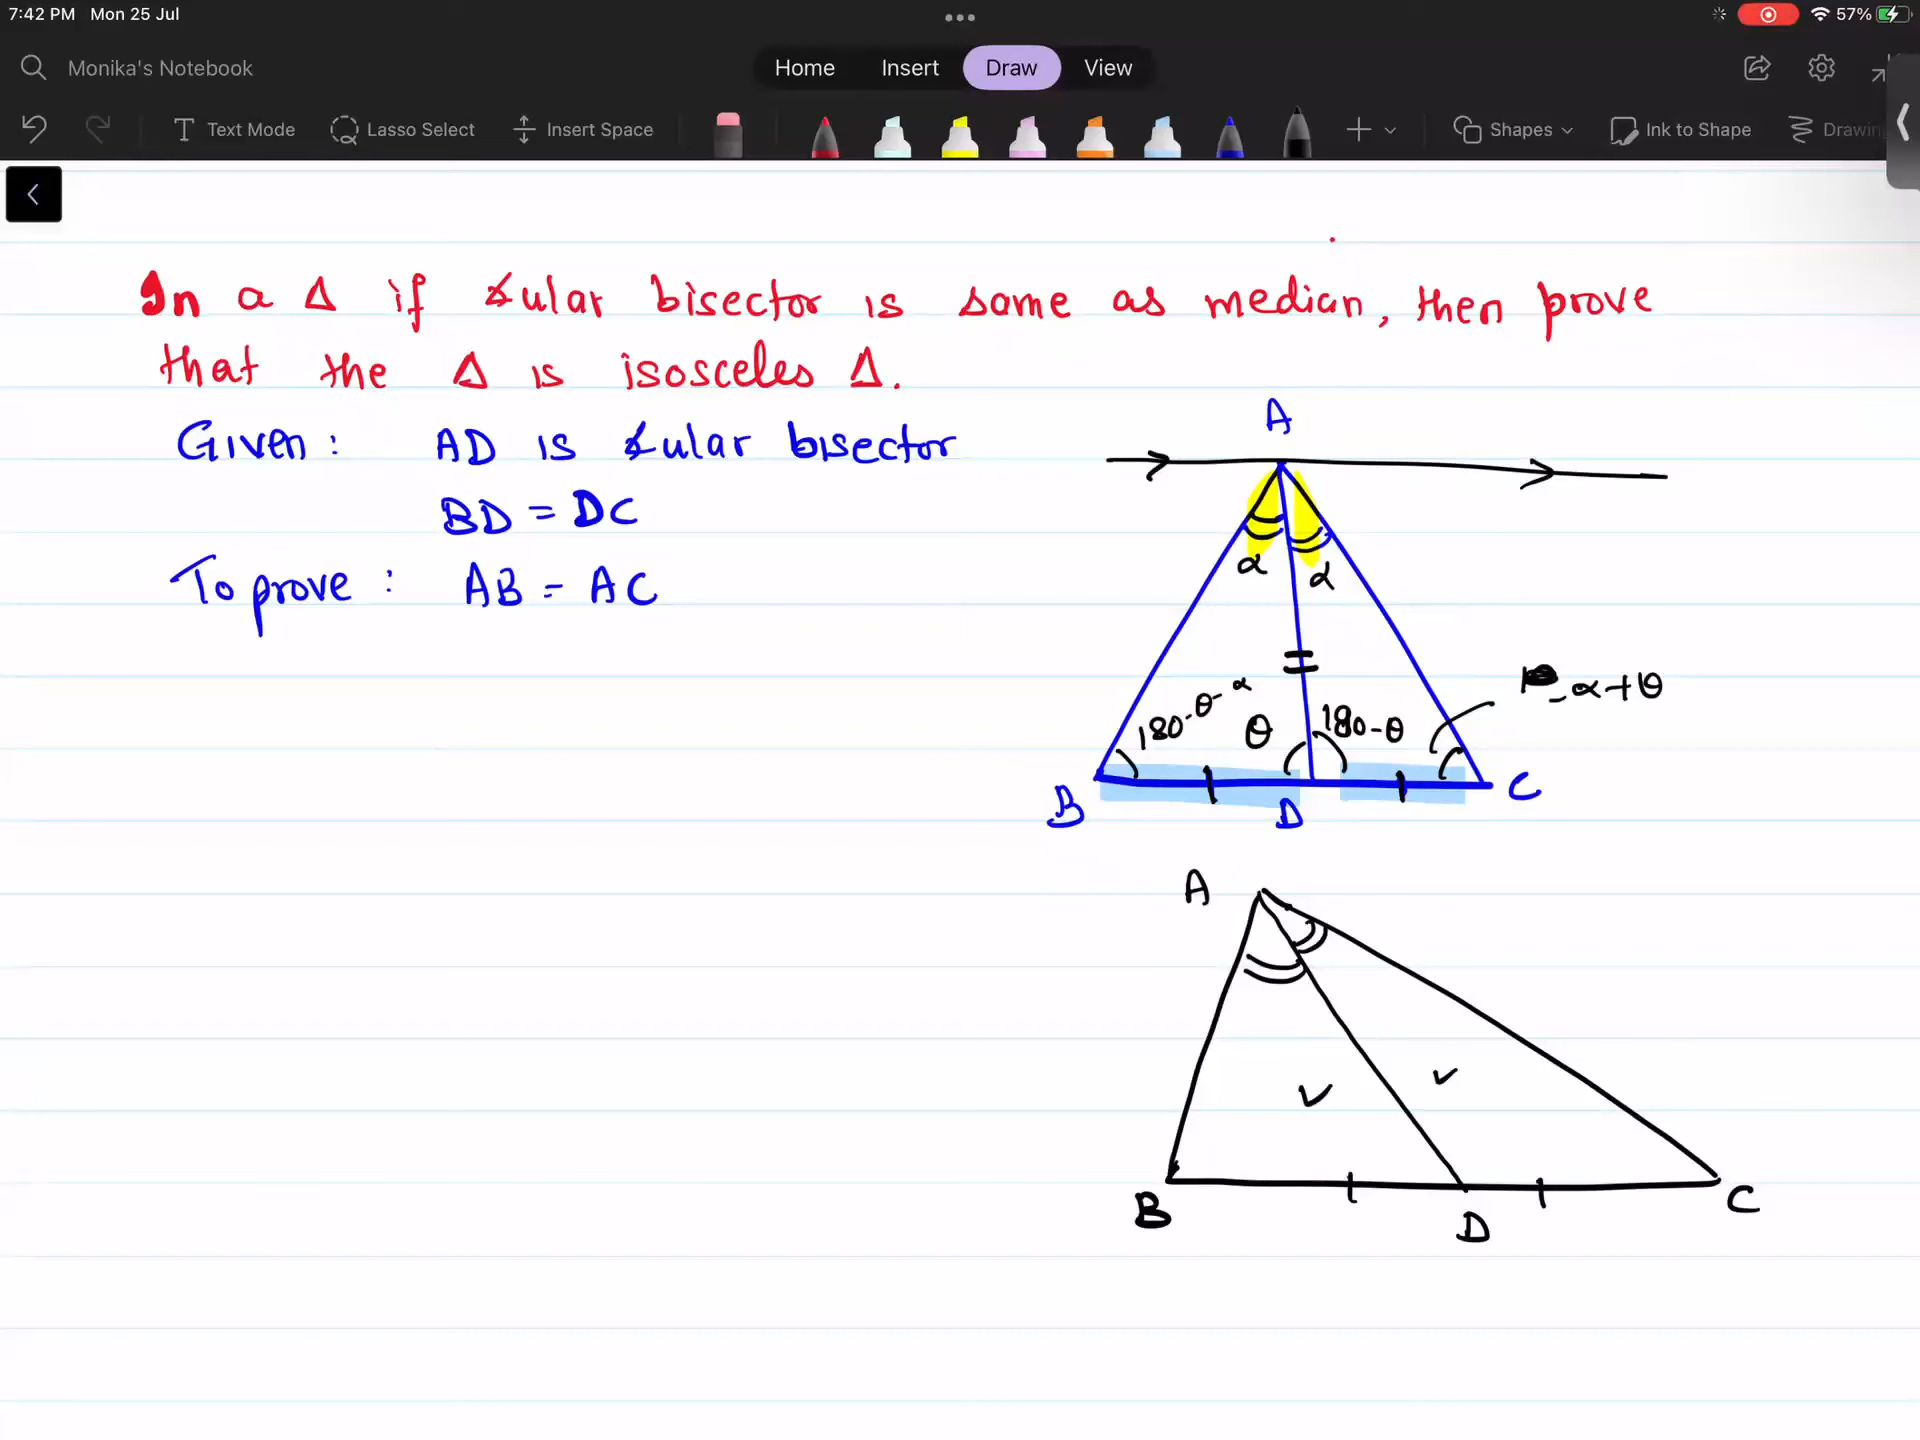 7:42 PM Mon 25 Jul
57%
Monika's Notebook
Home Insert Draw View
Text Mode Lasso Select Insert Space Shapes Ink to Shape Drawin
In a Δ if ∡ular bisector is same as median, then prove
that the Δ is isosceles Δ.
Given: AD is ∡ular bisector
BD = DC
To prove: AB = AC
A
α α
180-θ-α θ 180-θ -α+θ
B D C
A
B D C